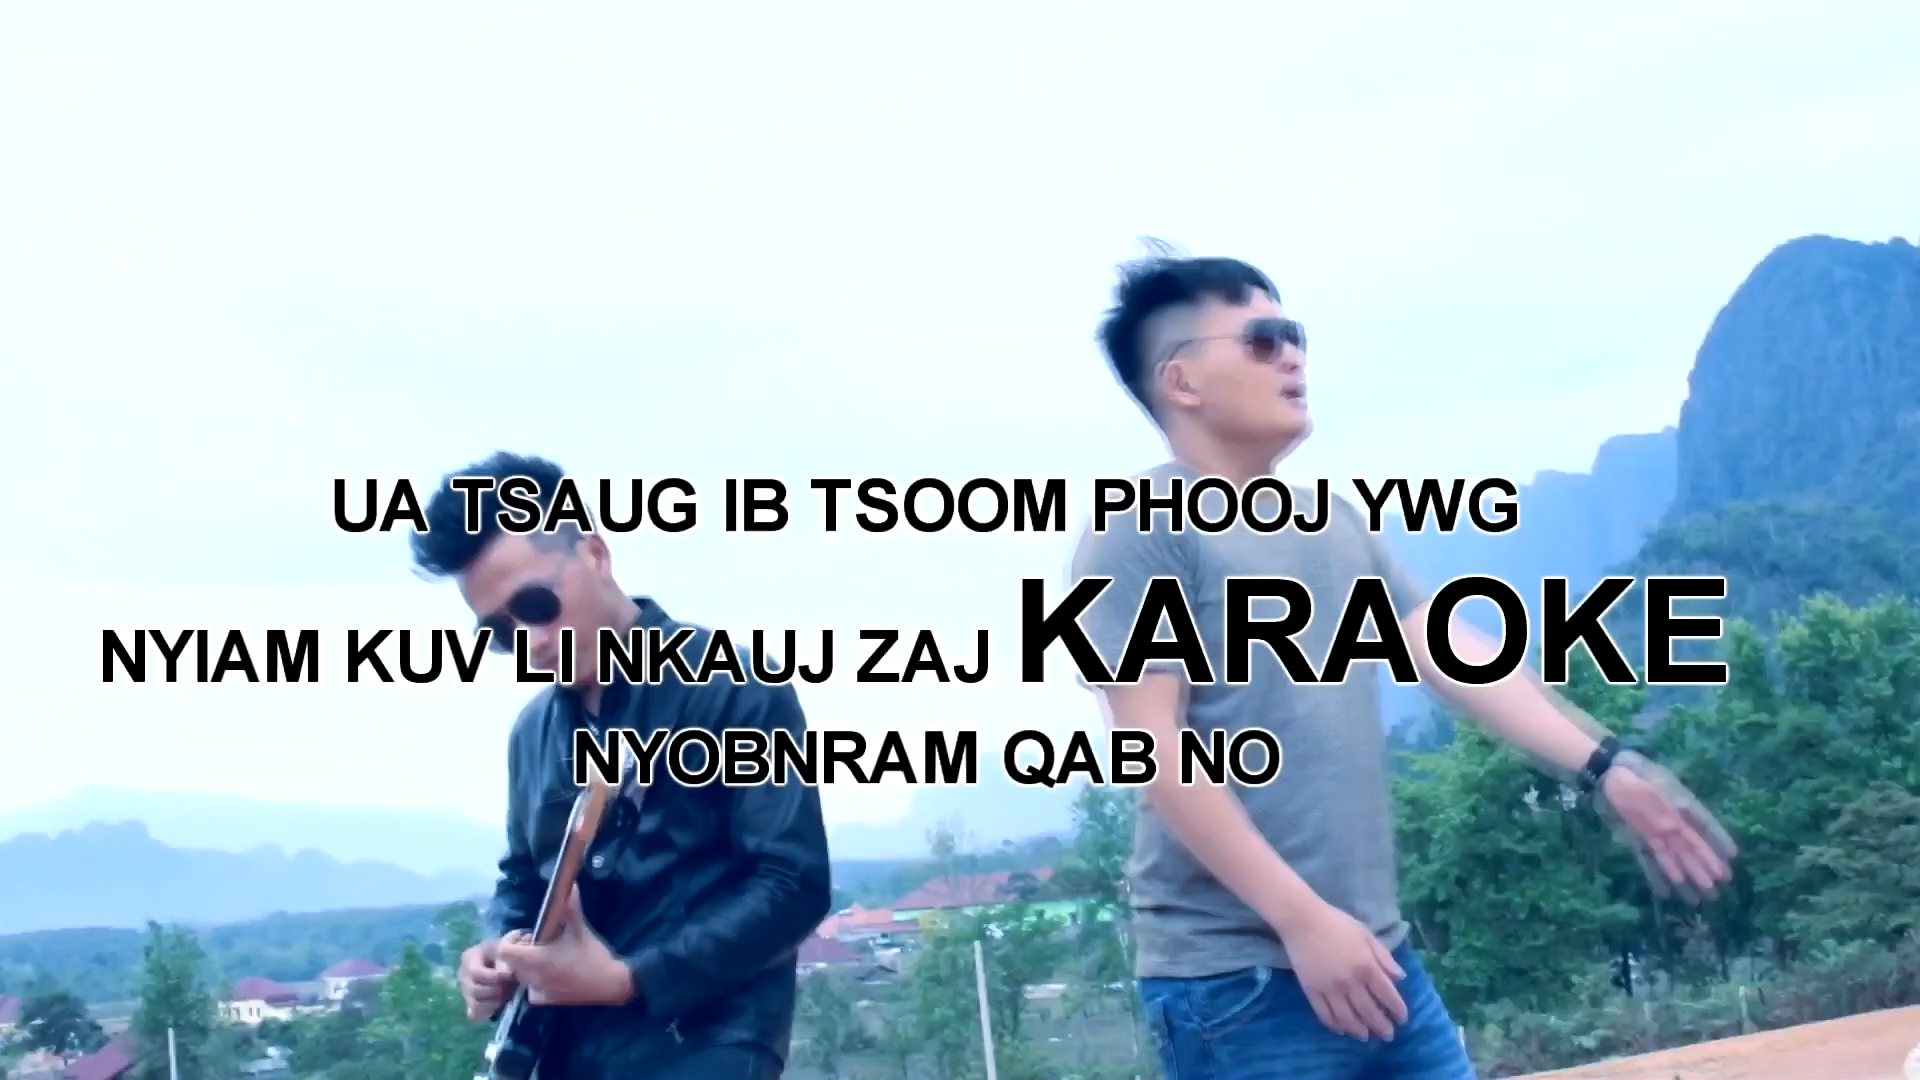 UA TSAUG IB TSOOM PHOOJ YWG
NYIAM KUV LI NKAUJ ZAJ KARAOKE
NYOBNRAM QAB NO